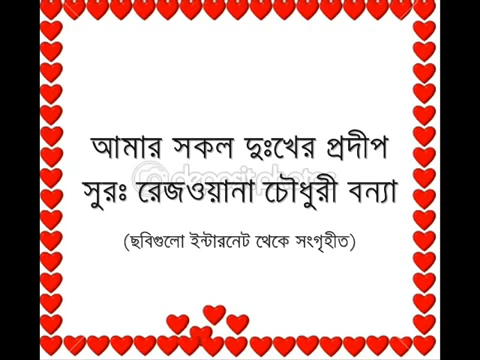 আমার সকল দুঃখের প্রদীপ
সুরঃ রেজওয়ানা চৌধুরী বন্যা
(ছবিগুলো ইন্টারনেট থেকে সংগৃহীত)